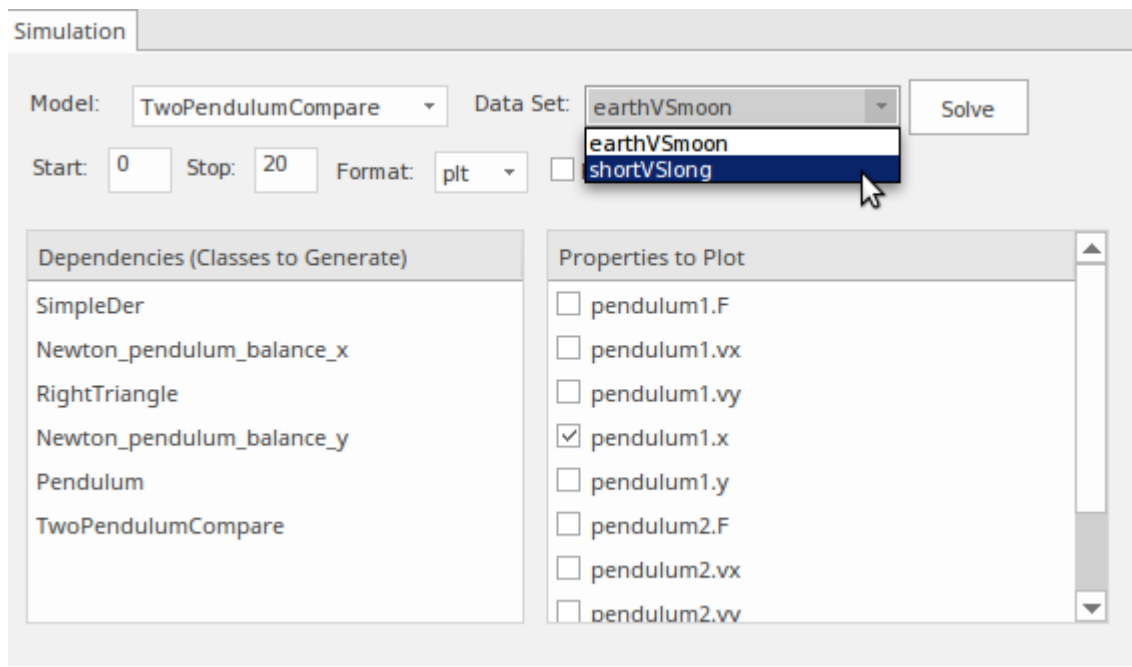 Simulation
Model: TwoPendulumCompare Data Set: earthVSmoon Solve
earthVSmoon
Start: 0 Stop: 20 Format: plt shortVSlong
Dependencies (Classes to Generate)
SimpleDer
Newton_pendulum_balance_x
RightTriangle
Newton_pendulum_balance_y
Pendulum
TwoPendulumCompare
Properties to Plot
pendulum1.F
pendulum1.vx
pendulum1.vy
pendulum1.x
pendulum1.y
pendulum2.F
pendulum2.vx
pendulum2.vy